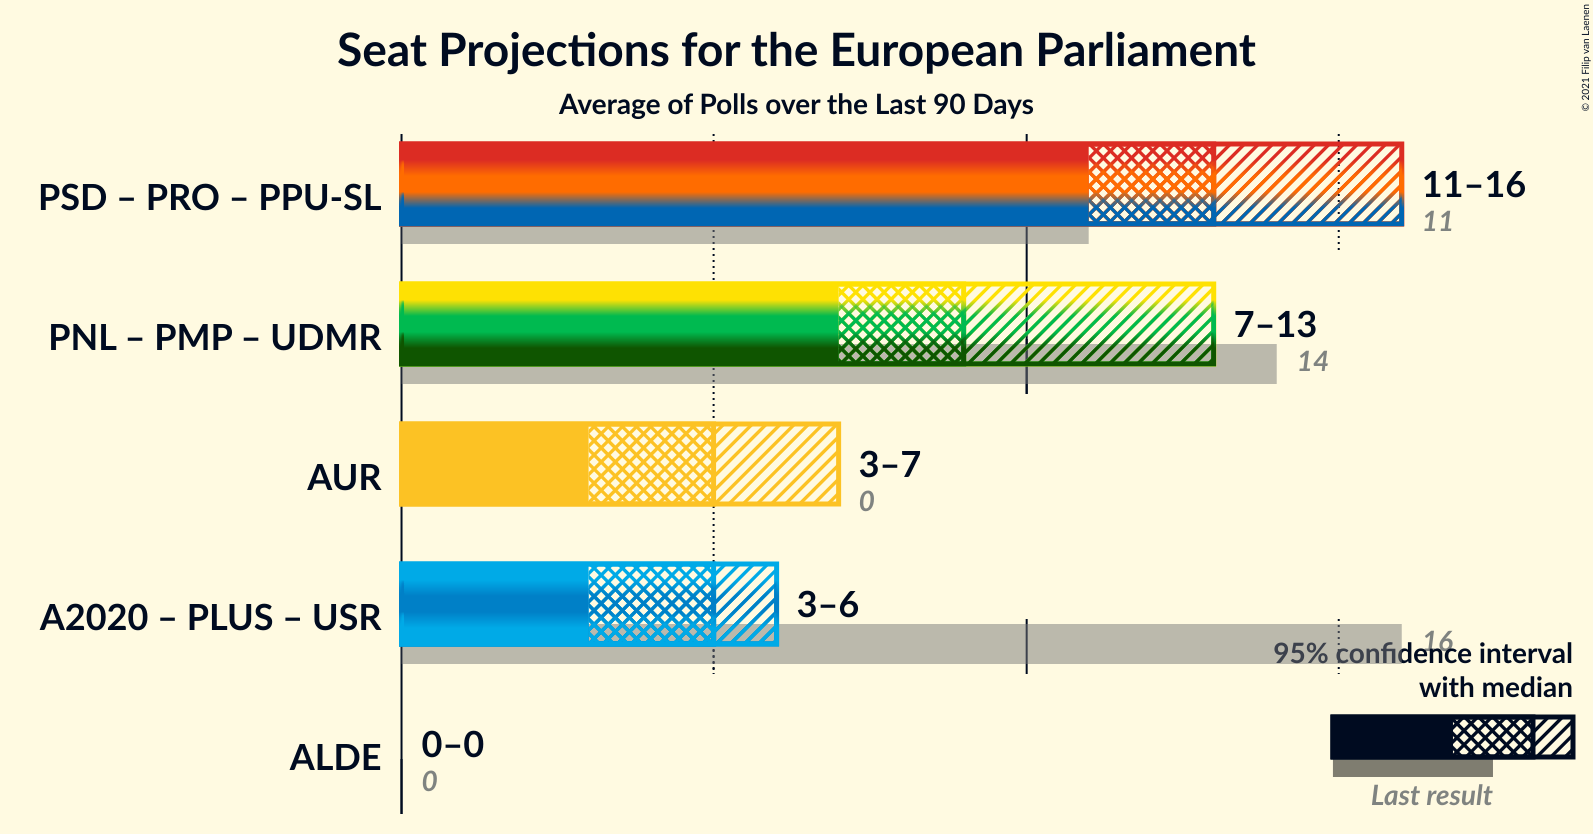 Seat Projections for the European Parliament
Average of Polls over the Last 90 Days
© 2021 Filip van Laenen
PSD – PRO – PPU-SL
11–16
11
PNL – PMP – UDMR
7–13
14
AUR
3–7
0
A2020 – PLUS – USR
3–6
16
95% confidence interval
with median
ALDE
0–0
0
Last result